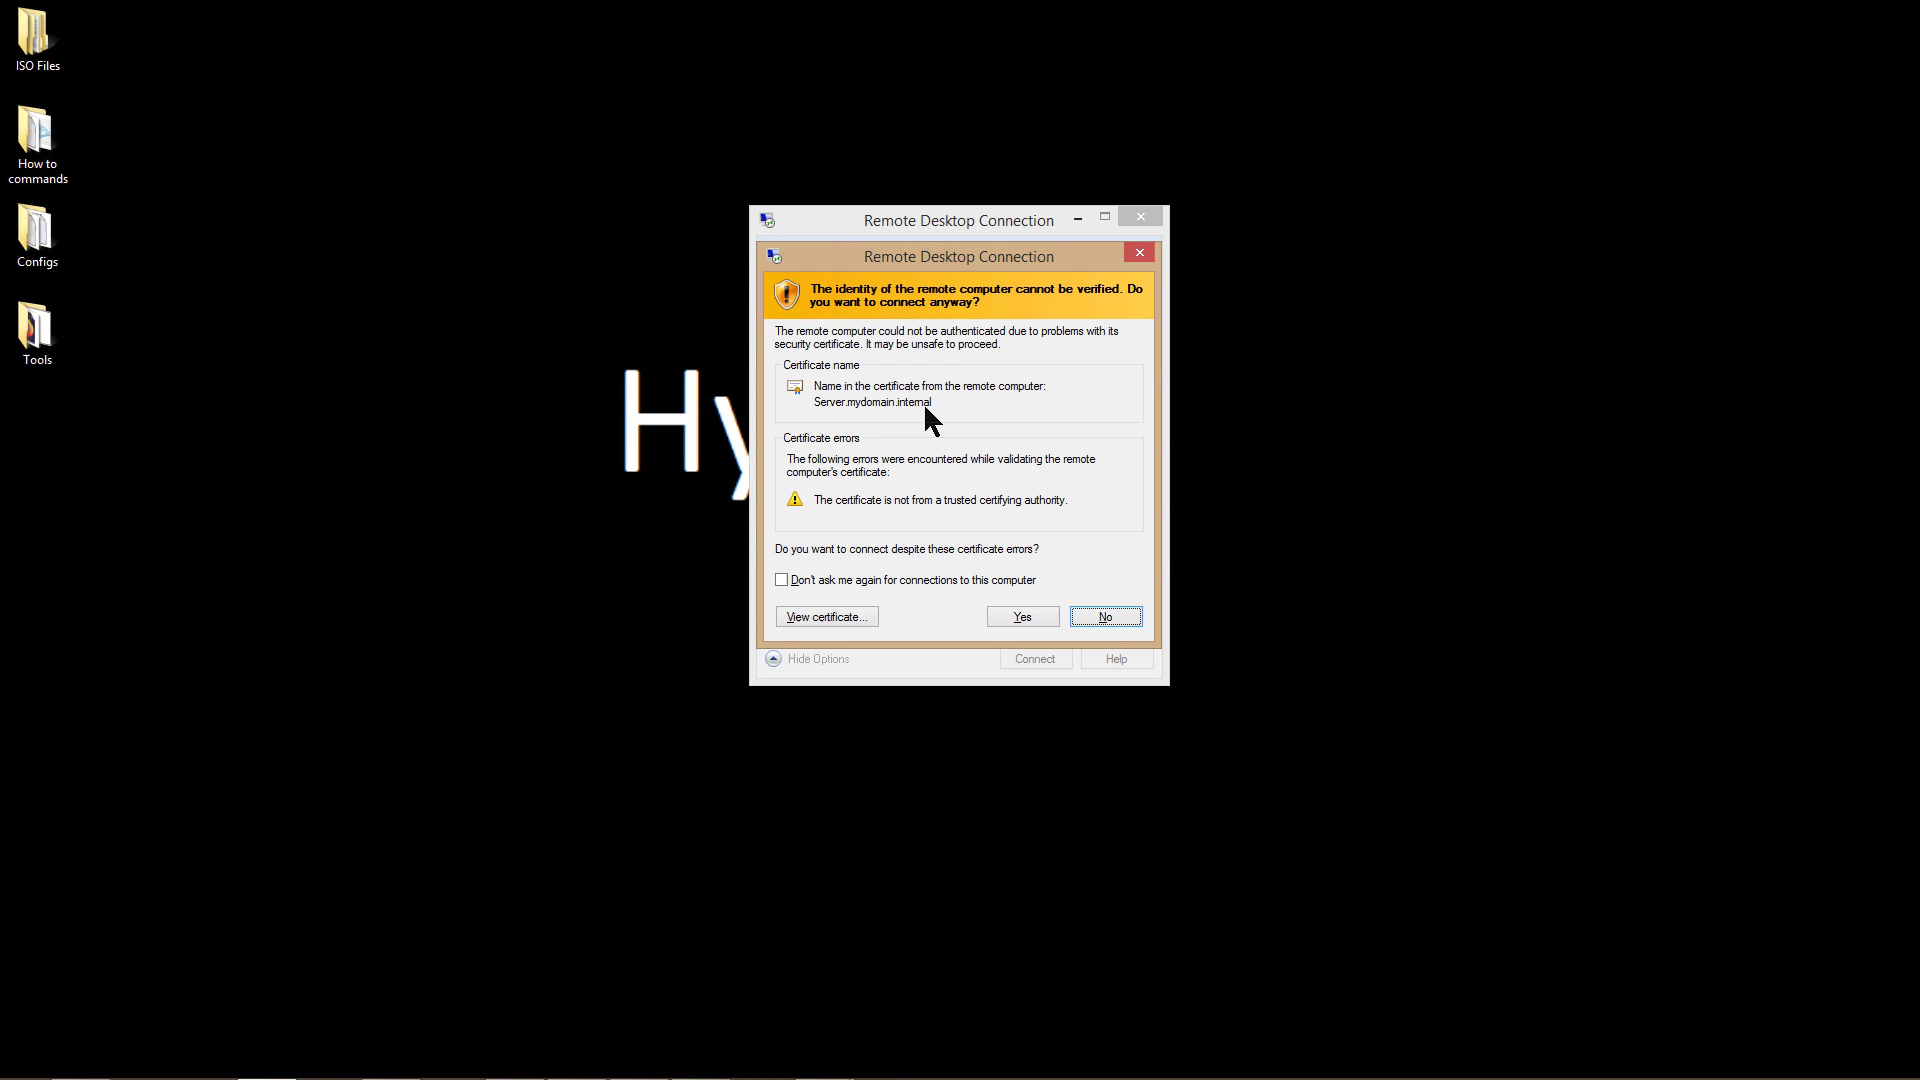 ISO Files
How to
commands
Configs
Tools
Hy
Remote Desktop Connection
Remote Desktop Connection
The identity of the remote computer cannot be verified. Do
you want to connect anyway?
The remote computer could not be authenticated due to problems with its
security certificate. It may be unsafe to proceed.
Certificate name
Name in the certificate from the remote computer:
Server.mydomain.internal
Certificate errors
The following errors were encountered while validating the remote
computer's certificate:
The certificate is not from a trusted certifying authority.
Do you want to connect despite these certificate errors?
Don't ask me again for connections to this computer
View certificate...
Yes
No
Hide Options
Connect
Help